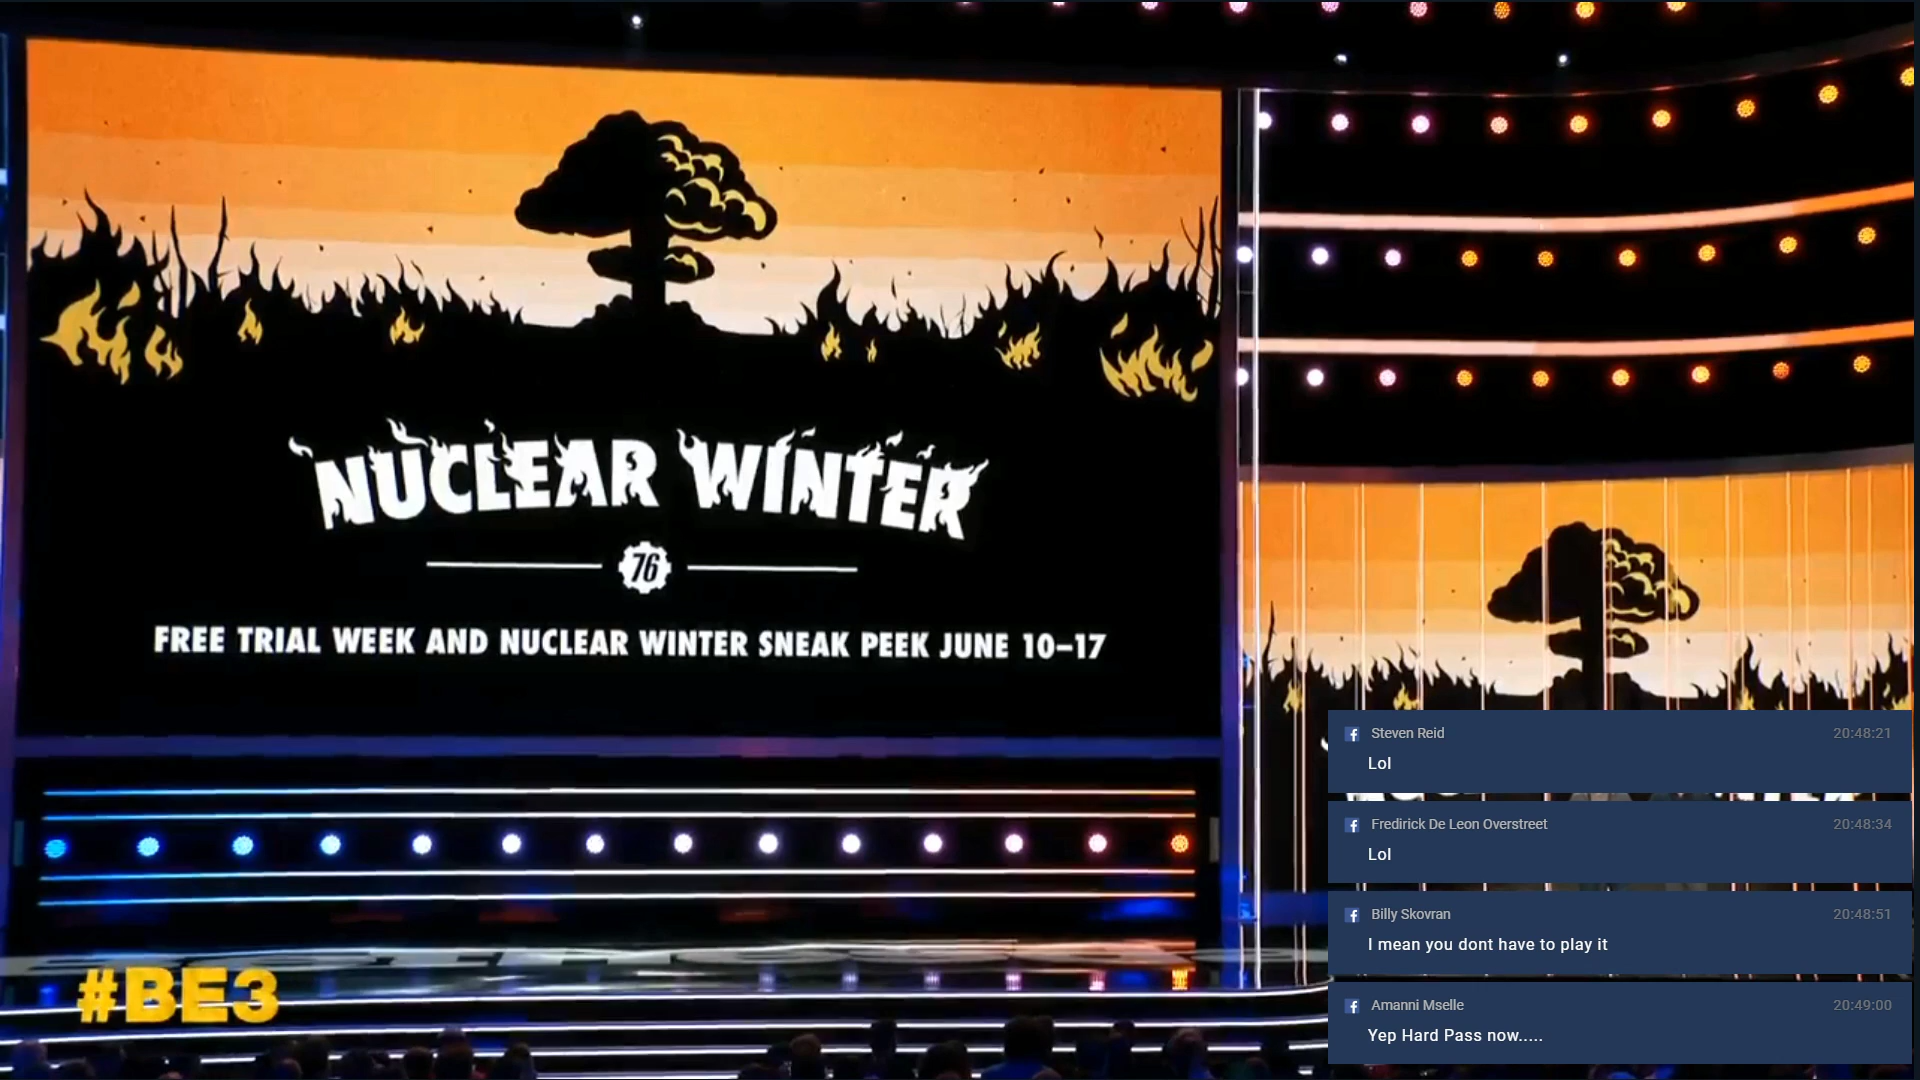 NUCLEAR WINTER
76
FREE TRIAL WEEK AND NUCLEAR WINTER SNEAK PEEK JUNE 10-17
#BE3
Steven Reid 20:48:21
Lol
Fredirick De Leon Overstreet 20:48:34
Lol
Billy Skovran 20:48:51
I mean you dont have to play it
Amanni Mselle 20:49:00
Yep Hard Pass now.....